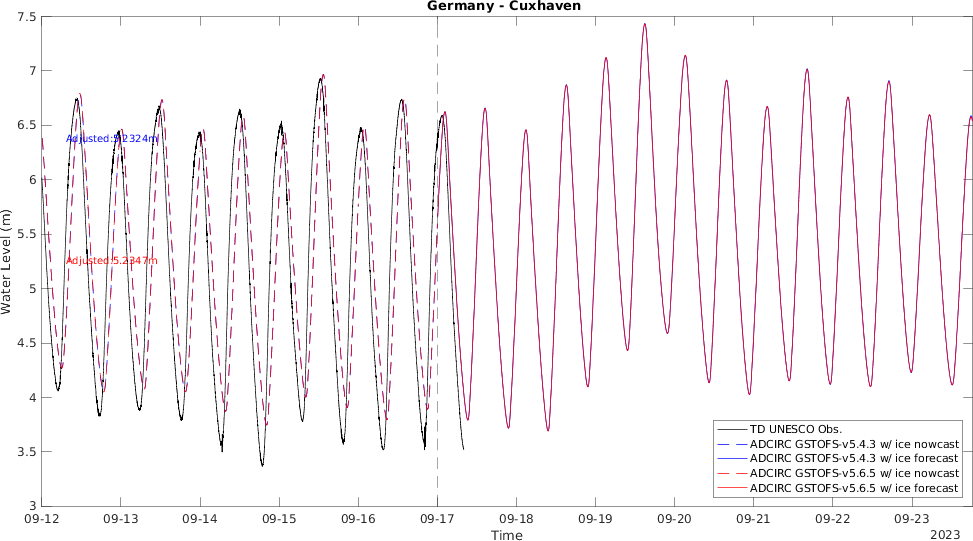 Germany - Cuxhaven
7.5
7
6.5
6
5.5
5
4.5
4
3.5
3
Water Level (m)
Adjusted:5.2324m
Adjusted:5.2347m
TD UNESCO Obs.
ADCIRC GSTOFS-v5.4.3 w/ ice nowcast
ADCIRC GSTOFS-v5.4.3 w/ ice forecast
ADCIRC GSTOFS-v5.6.5 w/ ice nowcast
ADCIRC GSTOFS-v5.6.5 w/ ice forecast
09-12 09-13 09-14 09-15 09-16 09-17 09-18 09-19 09-20 09-21 09-22 09-23
Time
2023